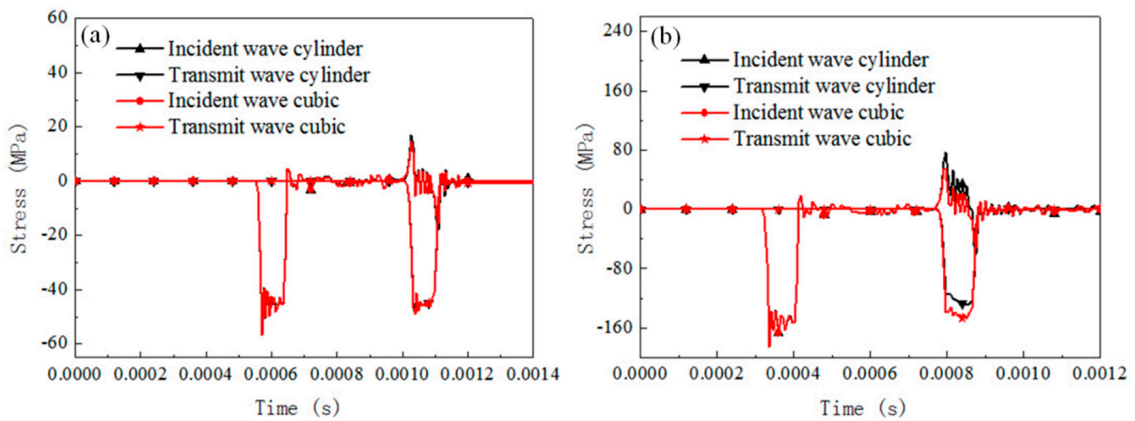 (a)
Incident wave cylinder
Transmit wave cylinder
Incident wave cubic
Transmit wave cubic
60
40
20
0
-20
-40
-60
Stress (MPa)
0.0000 0.0002 0.0004 0.0006 0.0008 0.0010 0.0012 0.0014
Time (s)
(b)
Incident wave cylinder
Transmit wave cylinder
Incident wave cubic
Transmit wave cubic
240
160
80
0
-80
-160
Stress (MPa)
0.0000 0.0002 0.0004 0.0006 0.0008 0.0010 0.0012
Time (s)